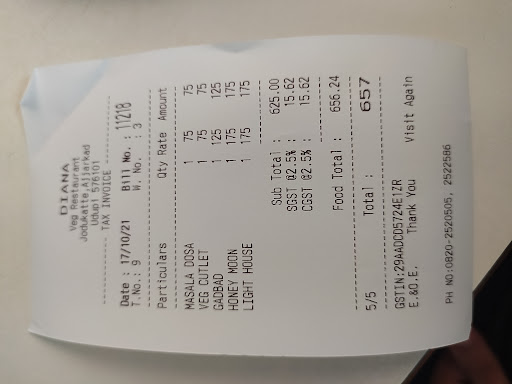 DIANA
Veg Restaurant
Jodukatte,Ajjarkad
Udupi 576101
TAX INVOICE
Date : 17/10/21 Bill No. : 11218
T.No.: 9 W. No. : 3
Particulars Qty Rate Amount
MASALA DOSA 1 75 75
VEG CUTLET 1 75 75
GADBAD 1 125 125
HONEY MOON 1 175 175
LIGHT HOUSE 1 175 175
Sub Total : 625.00
SGST @2.5% : 15.62
CGST @2.5% : 15.62
Food Total : 656.24
5/5 Total : 657
GSTIN:29AADCD5724E1ZR
E.&O.E. Thank You Visit Again
PH NO:0820-2520505, 2522586